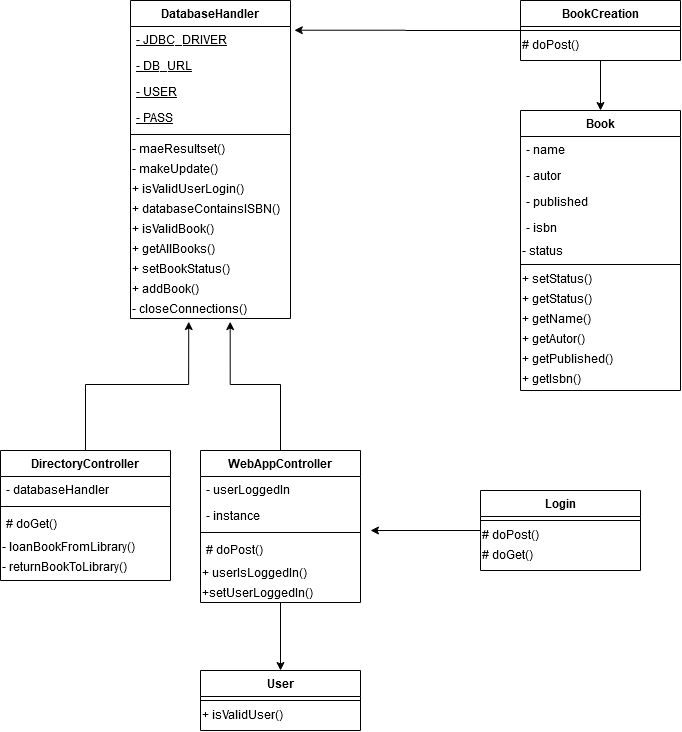 DatabaseHandler
- JDBC_DRIVER
- DB_URL
- USER
- PASS
- maeResultset()
- makeUpdate()
+ isValidUserLogin()
+ databaseContainsISBN()
+ isValidBook()
+ getAllBooks()
+ setBookStatus()
+ addBook()
- closeConnections()
BookCreation
# doPost()
Book
- name
- autor
- published
- isbn
- status
+ setStatus()
+ getStatus()
+ getName()
+ getAutor()
+ getPublished()
+ getIsbn()
DirectoryController
- databaseHandler
# doGet()
- loanBookFromLibrary()
- returnBookToLibrary()
WebAppController
- userLoggedIn
- instance
# doPost()
+ userIsLoggedIn()
+setUserLoggedIn()
Login
# doPost()
# doGet()
User
+ isValidUser()